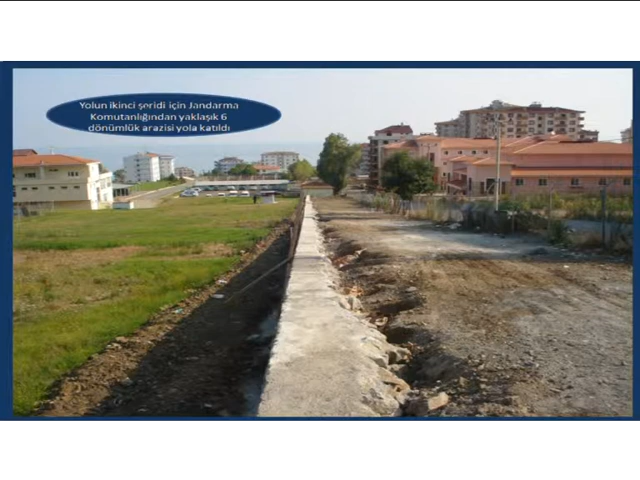 Yolun ikinci şeridi için Jandarma
Komutanlığından yaklaşık 6
dönümlük arazisi yola katıldı